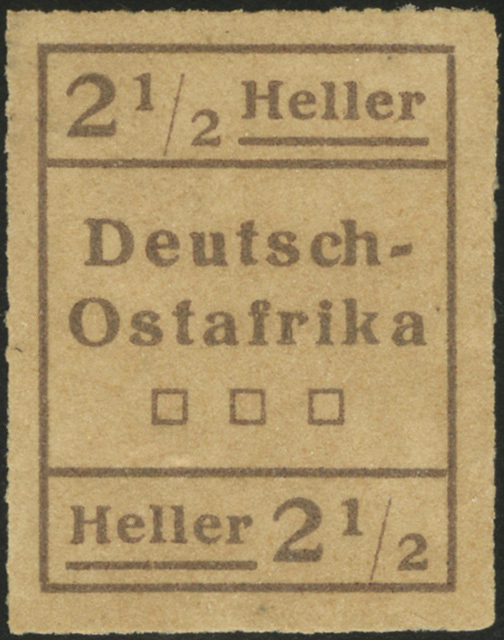 2 1/2 Heller
Deutsch-
Ostafrika
Heller 2 1/2